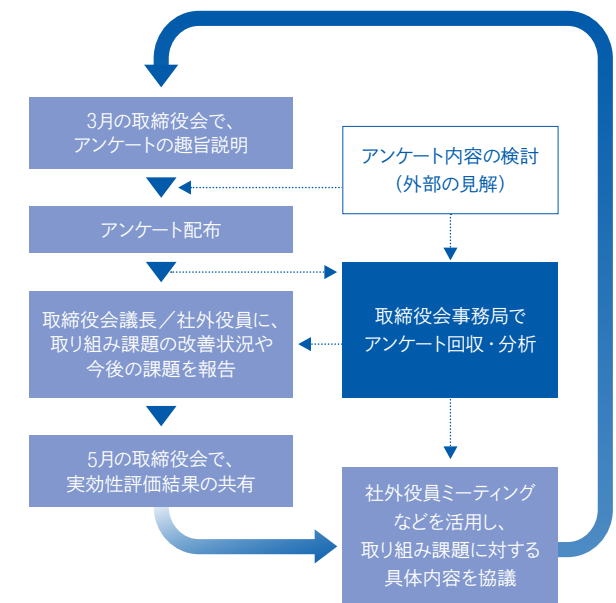 3月の取締役会で、
アンケートの趣旨説明
アンケート内容の検討
（外部の見解）
アンケート配布
取締役会議長／社外役員に、
取り組み課題の改善状況や
今後の課題を報告
取締役会事務局で
アンケート回収・分析
5月の取締役会で、
実効性評価結果の共有
社外役員ミーティング
などを活用し、
取り組み課題に対する
具体内容を協議